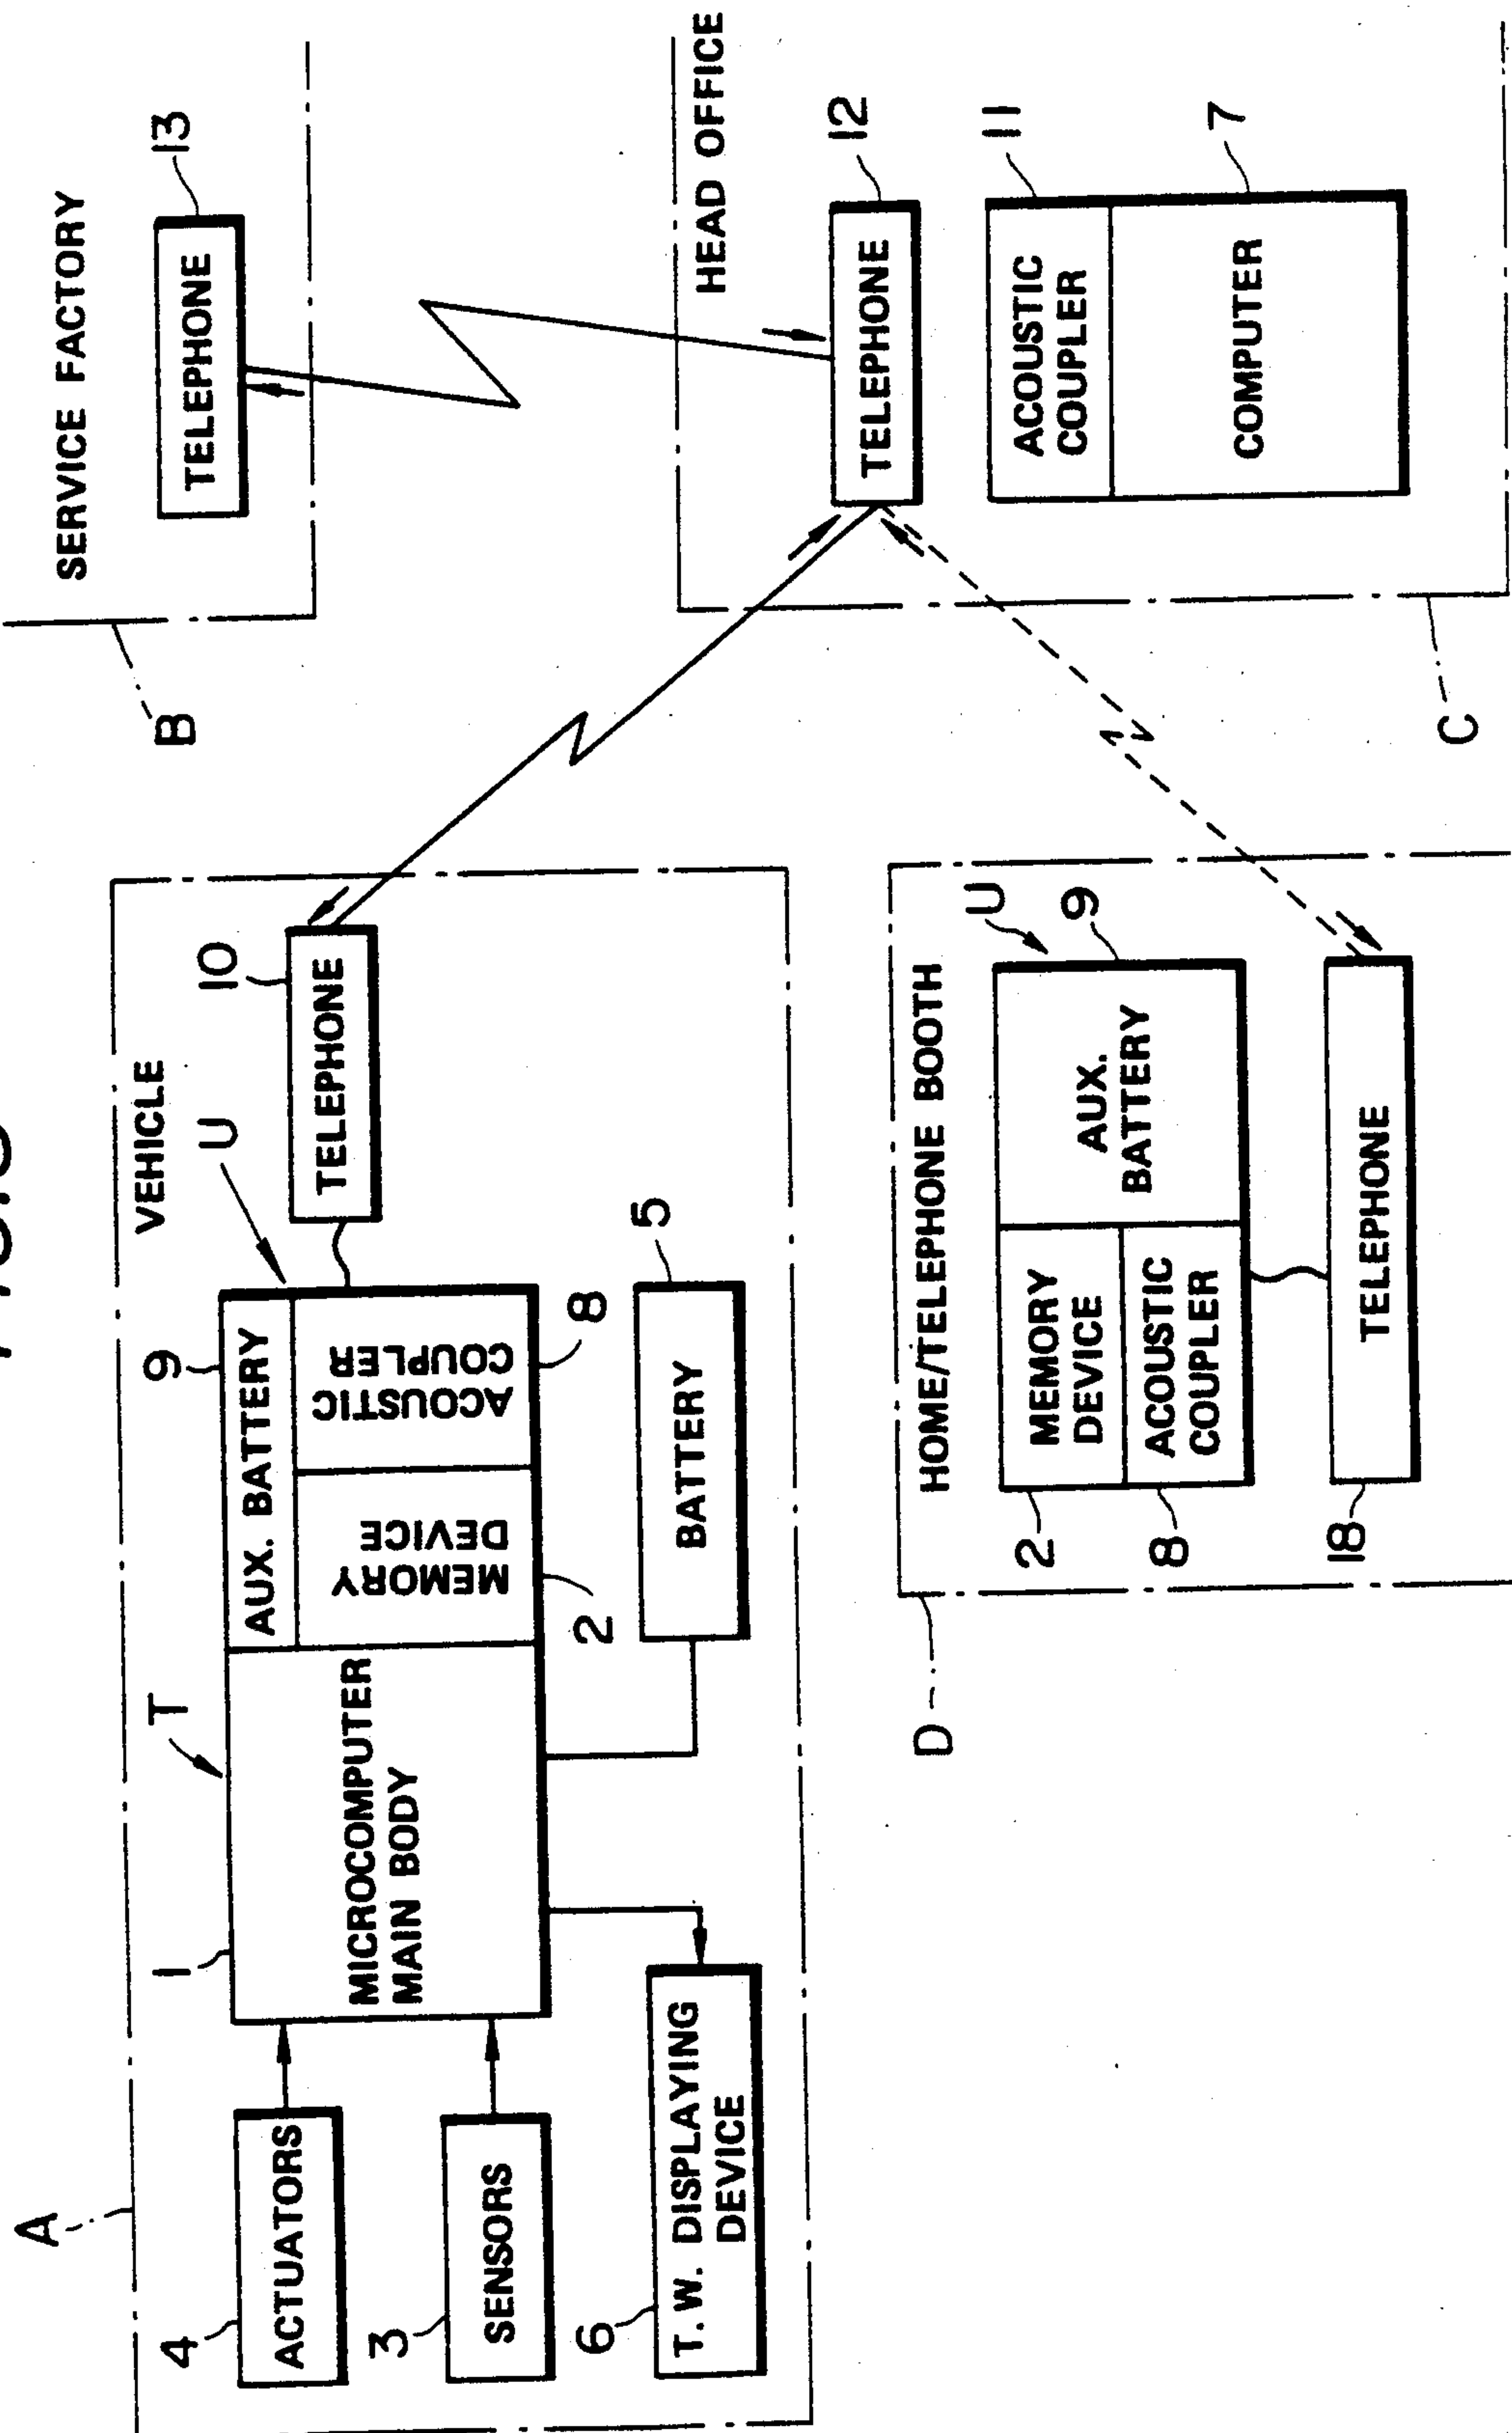 A
VEHICLE
4
ACTUATORS
3
SENSORS
6
T. W. DISPLAYING
DEVICE
1
T
MICROCOMPUTER
MAIN BODY
9
AUX. BATTERY
U
MEMORY
DEVICE
2
ACOUSTIC
COUPLER
8
10
TELEPHONE
5
BATTERY
B
SERVICE FACTORY
13
TELEPHONE
HEAD OFFICE
12
TELEPHONE
11
ACOUSTIC
COUPLER
7
COMPUTER
C
D
HOME/TELEPHONE BOOTH
U
9
2
MEMORY
DEVICE
AUX.
BATTERY
8
ACOUSTIC
COUPLER
18
TELEPHONE